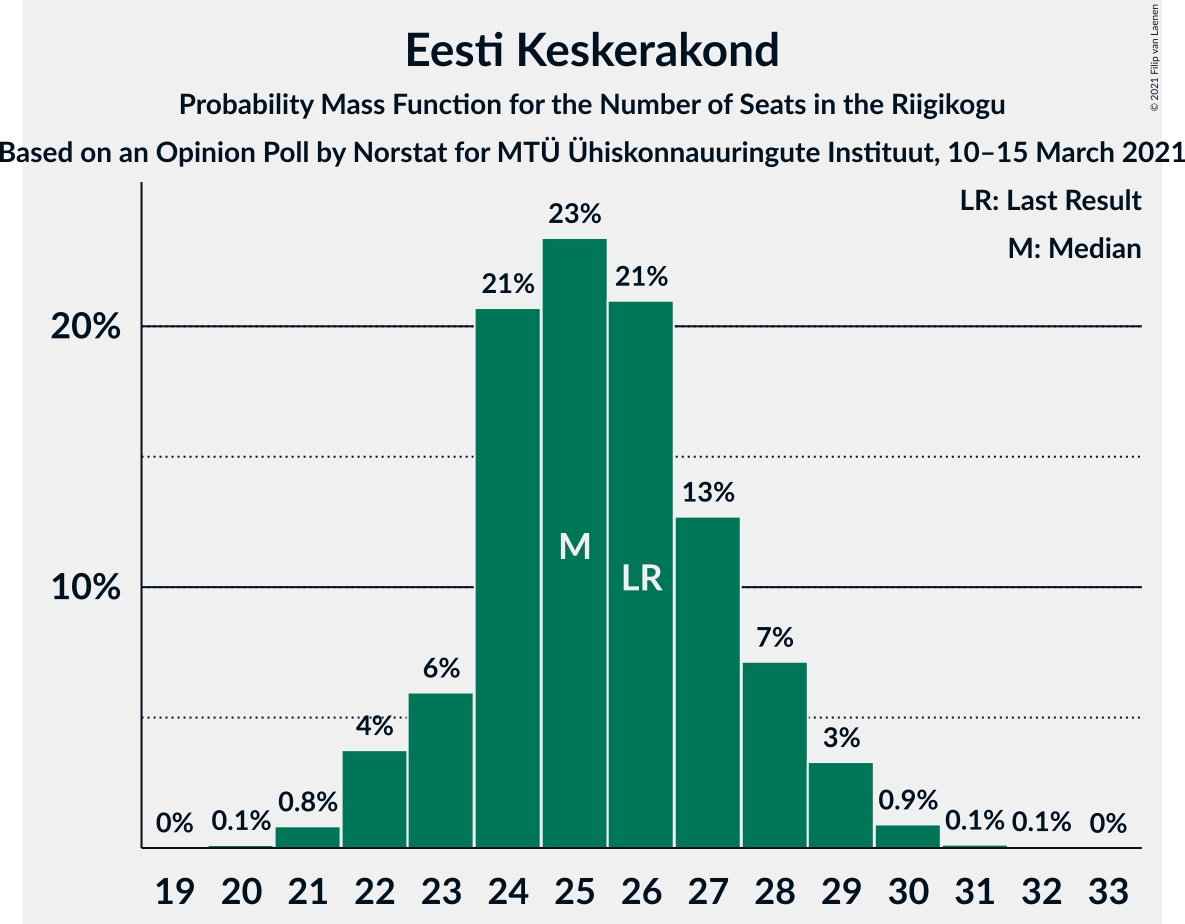 © 2021 Filip van Laenen
Eesti Keskerakond
Probability Mass Function for the Number of Seats in the Riigikogu
Based on an Opinion Poll by Norstat for MTÜ Ühiskonnauuringute Instituut, 10–15 March 2021
LR: Last Result
M: Median
20%
10%
0% 0.1% 0.8% 4% 6% 21% 23% 21% 13% 7% 3% 0.9% 0.1% 0.1% 0%
M
LR
19 20 21 22 23 24 25 26 27 28 29 30 31 32 33